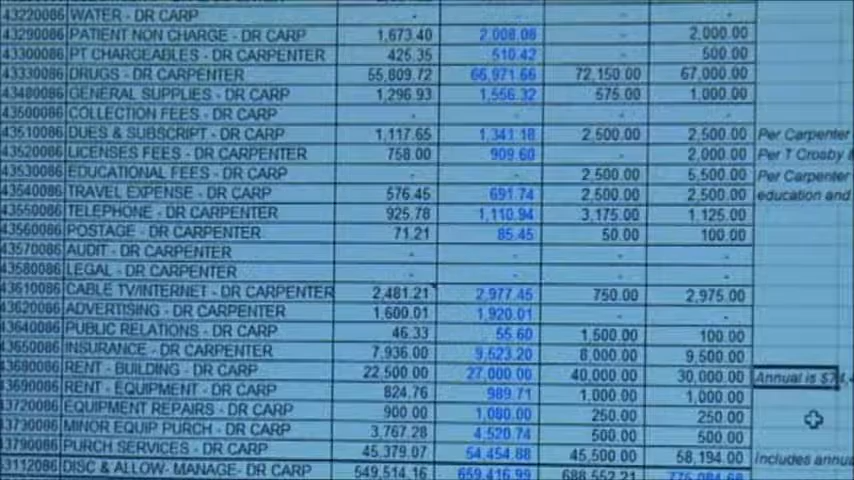 43220086 WATER - DR CARP - - - -
43290086 PATIENT NON CHARGE - DR CARP 1,673.40 2,008.08 - 2,000.00
43300086 PT CHARGEABLES - DR CARPENTER 425.35 510.42 - 500.00
43330086 DRUGS - DR CARPENTER 55,809.72 66,971.66 72,150.00 67,000.00
43480086 GENERAL SUPPLIES - DR CARP 1,296.93 1,556.32 575.00 1,000.00
43500086 COLLECTION FEES - DR CARP - - - -
43510086 DUES & SUBSCRIPT - DR CARP 1,117.65 1,341.18 2,500.00 2,500.00 Per Carpenter
43520086 LICENSES FEES - DR CARPENTER 758.00 909.60 - 2,000.00 Per T Crosby &
43530086 EDUCATIONAL FEES - DR CARP - - 2,500.00 5,500.00 Per Carpenter
43540086 TRAVEL EXPENSE - DR CARP 576.45 691.74 2,500.00 2,500.00 education and
43550086 TELEPHONE - DR CARPENTER 925.78 1,110.94 3,175.00 1,125.00
43560086 POSTAGE - DR CARPENTER 71.21 85.45 50.00 100.00
43570086 AUDIT - DR CARPENTER - - - -
43580086 LEGAL - DR CARPENTER - - - -
43610086 CABLE TV/INTERNET - DR CARPENTER 2,481.21 2,977.45 750.00 2,975.00
43620086 ADVERTISING - DR CARPENTER 1,600.01 1,920.01 - -
43640086 PUBLIC RELATIONS - DR CARP 46.33 55.60 1,500.00 100.00
43650086 INSURANCE - DR CARPENTER 7,936.00 9,523.20 8,000.00 9,500.00
43680086 RENT - BUILDING - DR CARP 22,500.00 27,000.00 40,000.00 30,000.00 Annual is
43690086 RENT - EQUIPMENT - DR CARP 824.76 989.71 1,000.00 1,000.00
43720086 EQUIPMENT REPAIRS - DR CARP 900.00 1,080.00 250.00 250.00
43730086 MINOR EQUIP PURCH - DR CARP 3,767.28 4,520.74 500.00 500.00
43790086 PURCH SERVICES - DR CARP 45,379.07 54,454.88 45,500.00 58,194.00 Includes annua
53112086 DISC & ALLOW- MANAGE- DR CARP 549,514.16 659,416.99 688,552.21